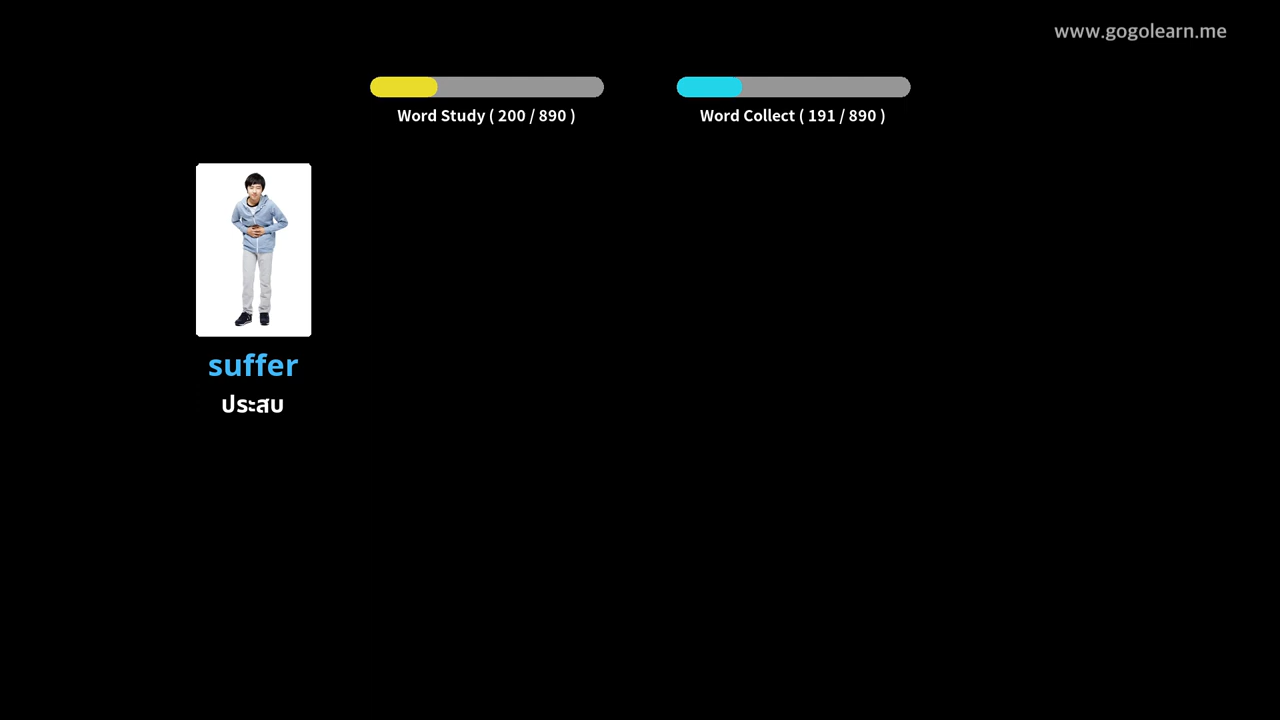 www.gogolearn.me
Word Study ( 200 / 890 )
Word Collect ( 191 / 890 )
suffer
ประสบ